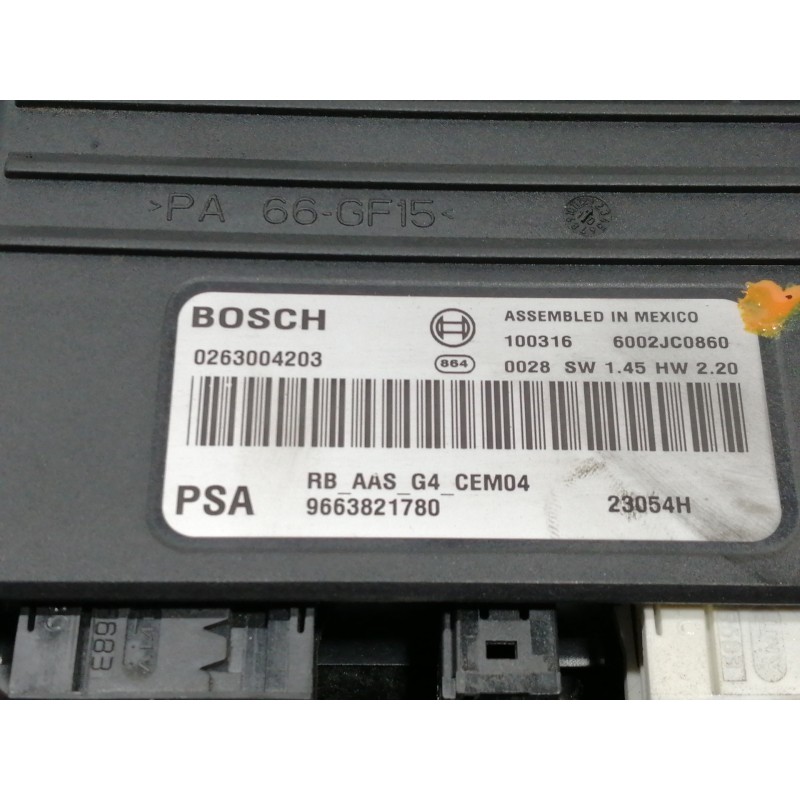 >PA 66-GF15<
BOSCH
0263004203
864
ASSEMBLED IN MEXICO
100316 6002JC0860
0028 SW 1.45 HW 2.20
RB_AAS_G4_CEM04
PSA 9663821780 23054H